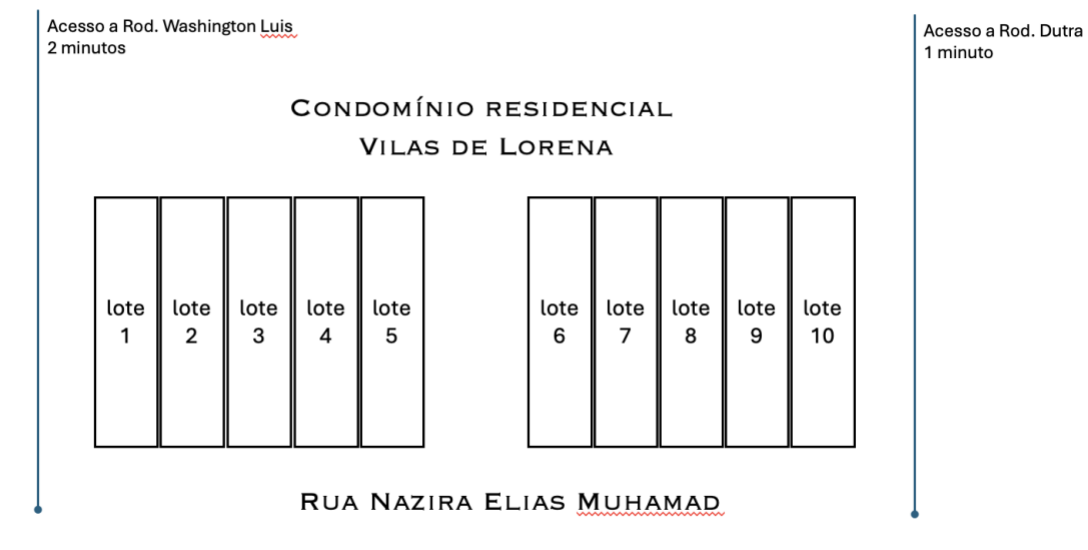 Acesso a Rod. Washington Luis
2 minutos
Acesso a Rod. Dutra
1 minuto
Condomínio residencial
Vilas de Lorena
lote
1
lote
2
lote
3
lote
4
lote
5
lote
6
lote
7
lote
8
lote
9
lote
10
Rua Nazira Elias Muhamad